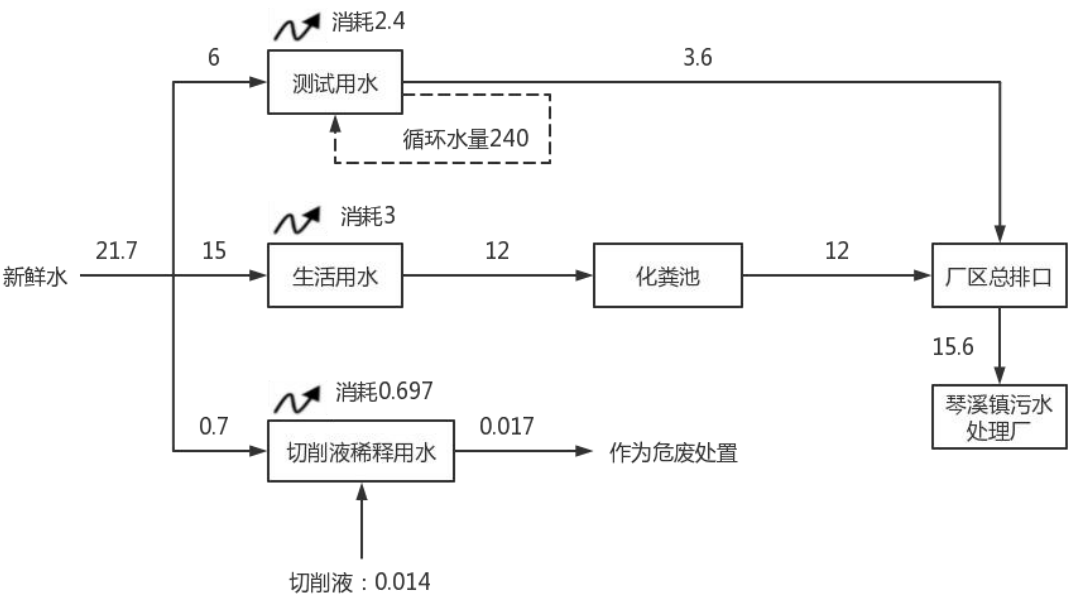 消耗2.4
6
测试用水
3.6
循环水量240
消耗3
新鲜水
21.7
15
生活用水
12
化粪池
12
厂区总排口
15.6
琴溪镇污水
处理厂
消耗0.697
0.7
切削液稀释用水
0.017
作为危废处置
切削液：0.014